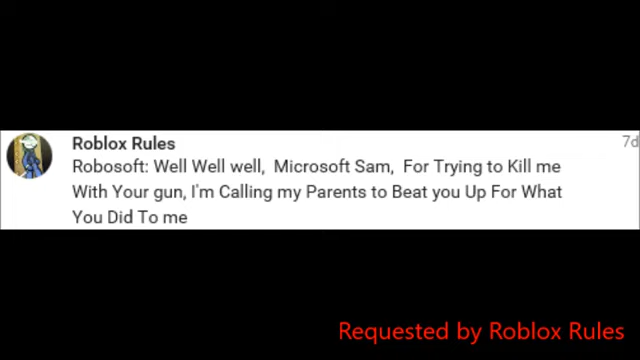 Roblox Rules
7d
Robosoft: Well Well well, Microsoft Sam, For Trying to Kill me
With Your gun, I'm Calling my Parents to Beat you Up For What
You Did To me
Requested by Roblox Rules